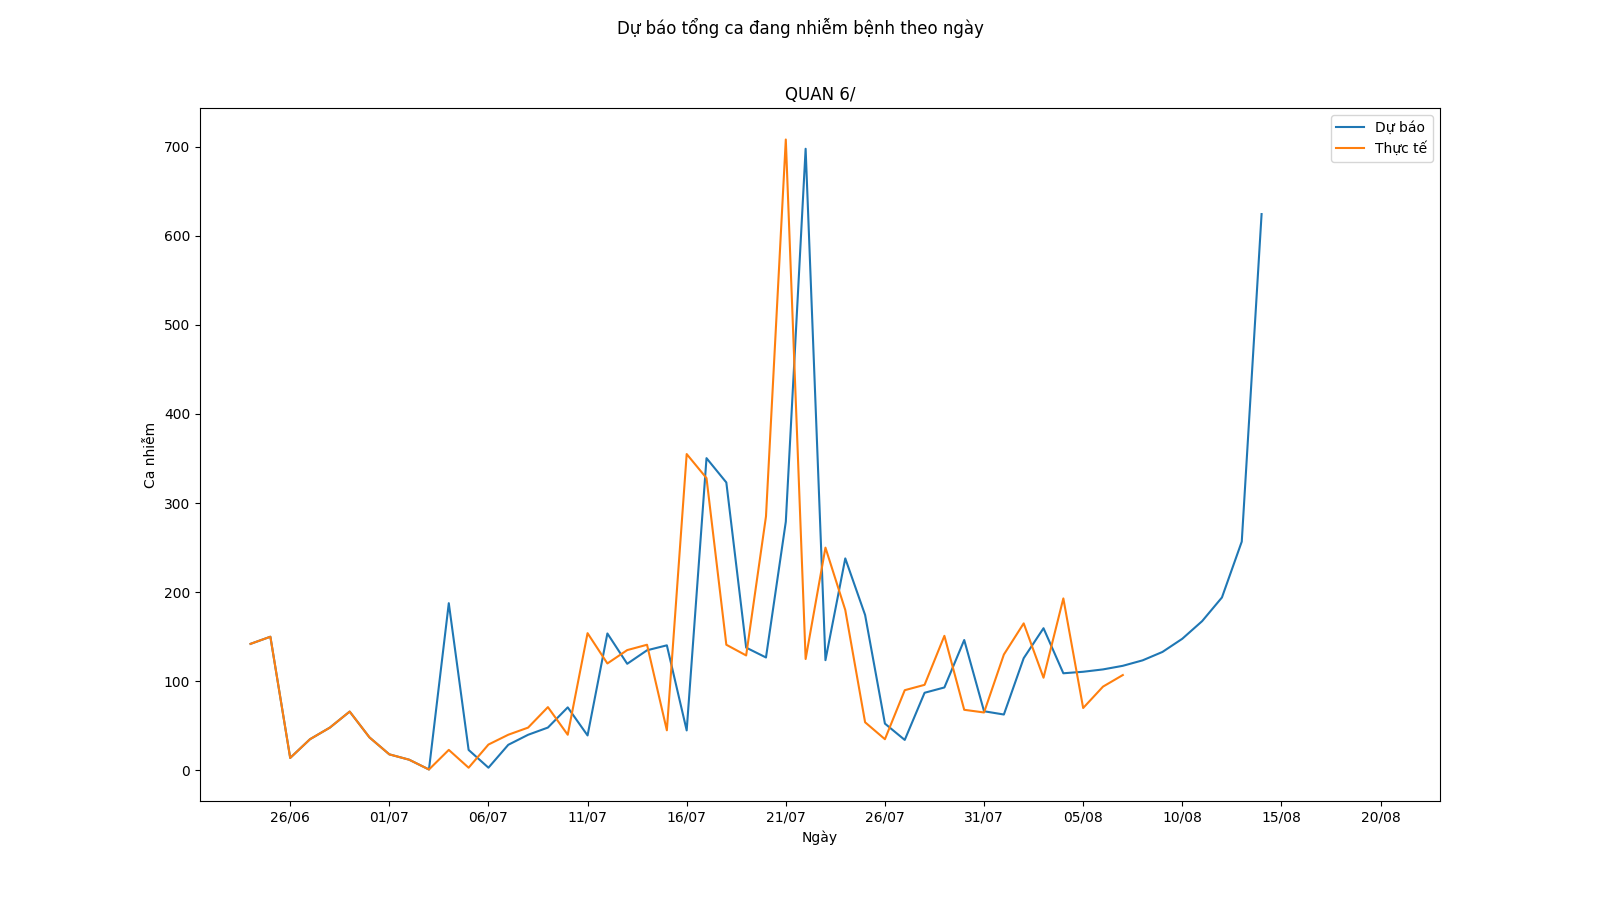 Dự báo tổng ca đang nhiễm bệnh theo ngày
QUAN 6/
Dự báo
Thực tế
700
600
500
400
300
200
100
0
Ca nhiễm
26/06 01/07 06/07 11/07 16/07 21/07 26/07 31/07 05/08 10/08 15/08 20/08
Ngày